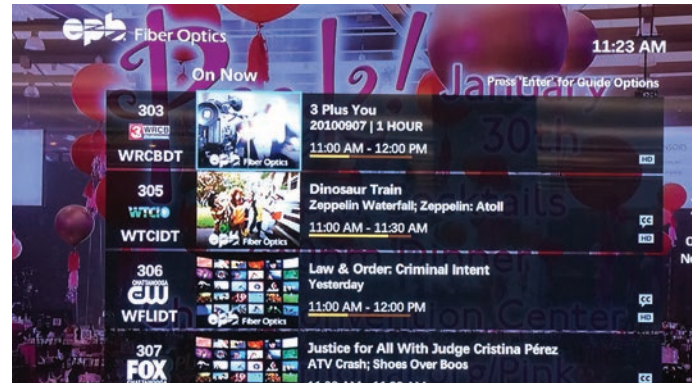 epb Fiber Optics
11:23 AM
On Now
Press 'Enter' for Guide Options
Pink!
January
30th
303
3 WRCB
WRCBDT
epb Fiber Optics
3 Plus You
20100907 | 1 HOUR
11:00 AM - 12:00 PM
HD
305
WTCI
WTCIDT
epb Fiber Optics
Dinosaur Train
Zeppelin Waterfall; Zeppelin: Atoll
11:00 AM - 11:30 AM
CC
HD
306
CHATTANOOGA
CW
WFLIDT
epb Fiber Optics
Law & Order: Criminal Intent
Yesterday
11:00 AM - 12:00 PM
CC
HD
307
FOX
CHATTANOOGA
Justice for All With Judge Cristina Pérez
ATV Crash; Shoes Over Boos
CC